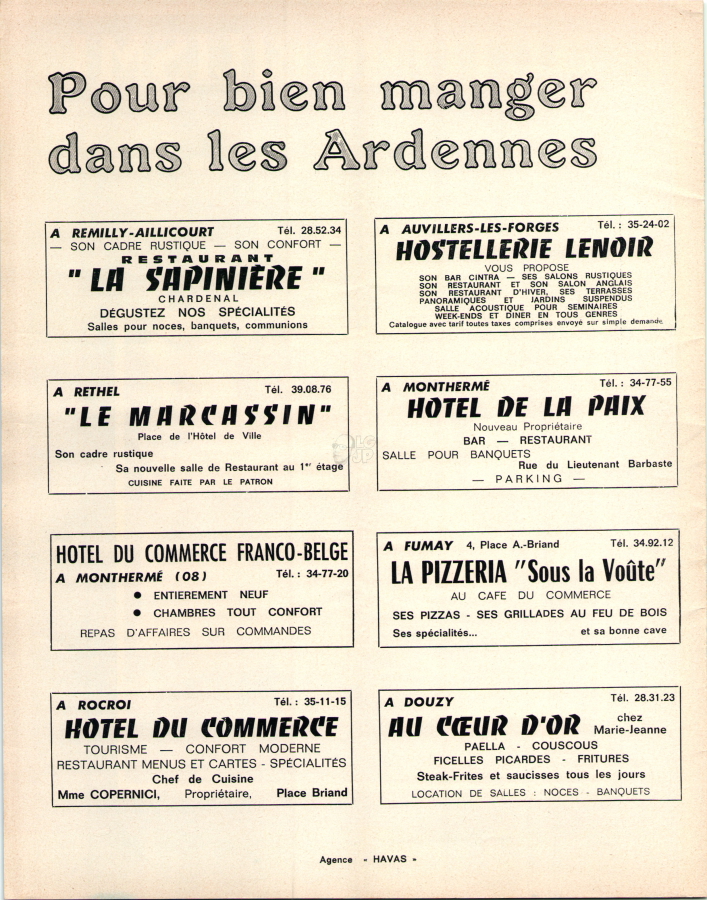 Pour bien manger
dans les Ardennes
A REMILLY-AILLICOURT Tél. 28.52.34
— SON CADRE RUSTIQUE — SON CONFORT —
RESTAURANT
" LA SAPINIÈRE "
CHARDENAL
DÉGUSTEZ NOS SPÉCIALITÉS
Salles pour noces, banquets, communions
A AUVILLERS-LES-FORGES Tél. : 35-24-02
HOSTELLERIE LENOIR
VOUS PROPOSE
SON BAR CINTRA — SES SALONS RUSTIQUES
SON RESTAURANT ET SON SALON ANGLAIS
SON RESTAURANT D'HIVER, SES TERRASSES
PANORAMIQUES ET JARDINS SUSPENDUS
SALLE ACOUSTIQUE POUR SEMINAIRES
WEEK-ENDS ET DINER EN TOUS GENRES
Catalogue avec tarif toutes taxes comprises envoyé sur simple demande
A RETHEL Tél. 39.08.76
"LE MARCASSIN"
Place de l'Hôtel de Ville
Son cadre rustique
Sa nouvelle salle de Restaurant au 1er étage
CUISINE FAITE PAR LE PATRON
A MONTHERMÉ Tél. : 34-77-55
HOTEL DE LA PAIX
Nouveau Propriétaire
BAR — RESTAURANT
SALLE POUR BANQUETS
Rue du Lieutenant Barbaste
— PARKING —
HOTEL DU COMMERCE FRANCO-BELGE
A MONTHERMÉ (08) Tél. : 34-77-20
● ENTIEREMENT NEUF
● CHAMBRES TOUT CONFORT
REPAS D'AFFAIRES SUR COMMANDES
A FUMAY 4, Place A.-Briand Tél. 34.92.12
LA PIZZERIA "Sous la Voûte"
AU CAFE DU COMMERCE
SES PIZZAS - SES GRILLADES AU FEU DE BOIS
Ses spécialités... et sa bonne cave
A ROCROI Tél. : 35-11-15
HOTEL DU COMMERCE
TOURISME — CONFORT MODERNE
RESTAURANT MENUS ET CARTES - SPÉCIALITÉS
Chef de Cuisine
Mme COPERNICI, Propriétaire, Place Briand
A DOUZY Tél. 28.31.23
AU CŒUR D'OR chez
Marie-Jeanne
PAELLA - COUSCOUS
FICELLES PICARDES - FRITURES
Steak-Frites et saucisses tous les jours
LOCATION DE SALLES : NOCES - BANQUETS
Agence « HAVAS »
LG
JP